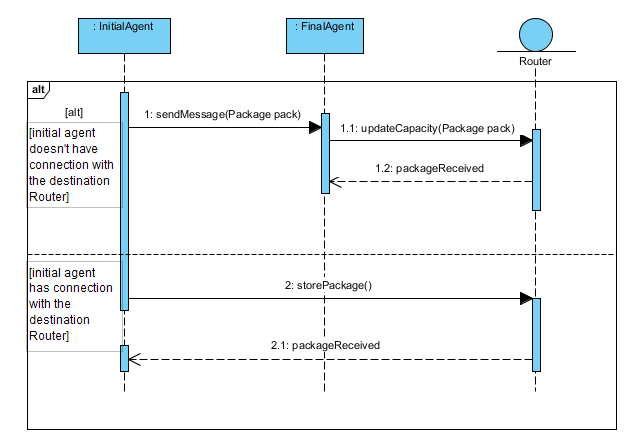 : InitialAgent
: FinalAgent
Router
alt
[alt]
[initial agent
doesn't have
connection with
the destination
Router]
1: sendMessage(Package pack)
1.1: updateCapacity(Package pack)
1.2: packageReceived
[initial agent
has connection
with the
destination
Router]
2: storePackage()
2.1: packageReceived